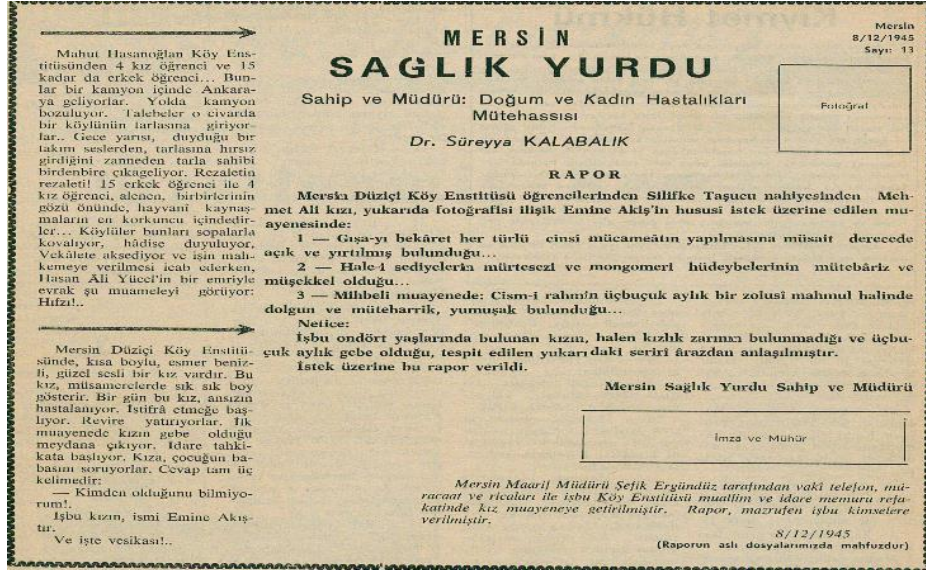 Mahut Hasanoğlan Köy Ens-
titüsünden 4 kız öğrenci ve 15
kadar da erkek öğrenci... Bun-
lar bir kamyon içinde Ankara-
ya geliyorlar. Yolda kamyon
bozuluyor. Talebeler o civarda
bir köylünün tarlasına giriyor-
lar.. Gece yarısı, duyduğu bir
takım seslerden, tarlasına hırsız
girdiğini zanneden tarla sahibi
birdenbire çıkageliyor. Rezaletin
rezaleti! 15 erkek öğrenci ile 4
kız öğrenci, alenen, birbirlerinin
gözü önünde, hayvanî kaynaş-
maların en korkuncu içindedir-
ler... Köylüler bunları sopalarla
kovalıyor, hâdise duyuluyor,
Vekâlete aksediyor ve işin mah-
kemeye verilmesi icab ederken,
Hasan Âli Yücel'in bir emriyle
evrak şu muameleyi görüyor:
Hıfzı!..
Mersin Düziçi Köy Enstitü-
sünde, kısa boylu, esmer beniz-
li, güzel sesli bir kız vardır. Bu
kız, müsamerelerde sık sık boy
gösterir. Bir gün bu kız, ansızın
hastalanıyor. İstifrâ etmeğe baş-
lıyor. Revire yatırıyorlar. İlk
muayenede kızın gebe olduğu
meydana çıkıyor. İdare tahki-
kata başlıyor. Kıza, çocuğun ba-
basını soruyorlar. Cevap tam üç
kelimedir:
— Kimden olduğunu bilmiyo-
rum!.
İşbu kızın, ismi Emine Akış-
tır.
Ve işte vesikası!..
Mersin
8/12/1945
Sayı: 13
MERSİN
SAĞLIK YURDU
Sahip ve Müdürü: Doğum ve Kadın Hastalıkları
Mütehassısı
Dr. Süreyya KALABALIK
Fotoğraf
RAPOR
Mersin Düziçi Köy Enstitüsü öğrencilerinden Silifke Taşucu nahiyesinden Meh-
met Ali kızı, yukarıda fotoğrafisi ilişik Emine Akiş'in hususî istek üzerine edilen mu-
ayenesinde:
1 — Gışa-yı bekâret her türlü cinsî mücameâtın yapılmasına müsait derecede
açık ve yırtılmış bulunduğu...
2 — Hale-i sediyelerin mürtesezî ve mongomeri hüdeybelerinin mütebâriz ve
müşekkel olduğu...
3 — Mihbelî muayenede: Cism-i rahmin üçbuçuk aylık bir zolusi mahmul halinde
dolgun ve müteharrik, yumuşak bulunduğu...
Netice:
İşbu ondört yaşlarında bulunan kızın, halen kızlık zarının bulunmadığı ve üçbu-
çuk aylık gebe olduğu, tespit edilen yukarıdaki serirî ârazdan anlaşılmıştır.
İstek üzerine bu rapor verildi.
Mersin Sağlık Yurdu Sahip ve Müdürü
İmza ve Mühür
Mersin Maarif Müdürü Şefik Ergündüz tarafından vaki telefon, mü-
racaat ve ricaları ile işbu Köy Enstitüsü muallim ve idare memuru refa-
katinde kız muayeneye getirilmiştir. Rapor, mazrufen işbu kimselere
verilmiştir.
8/12/1945
(Raporun aslı dosyalarımızda mahfuzdur)